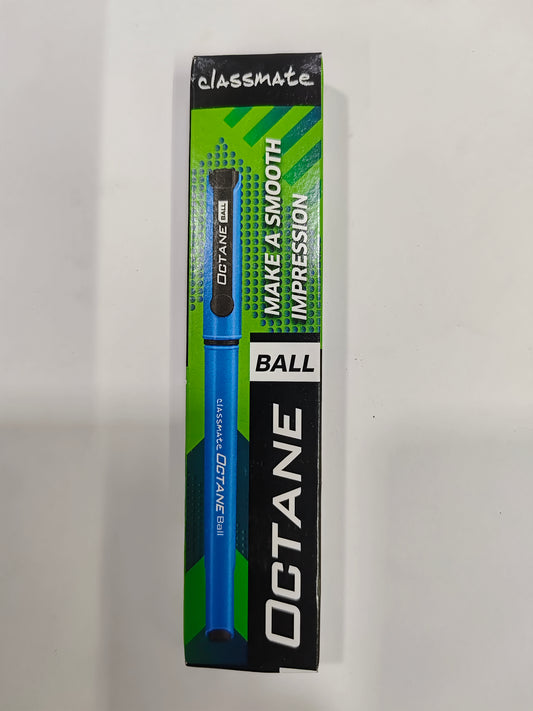 classmate
MAKE A SMOOTH
IMPRESSION
OCTANE BALL
BALL
OCTANE
classmate OCTANE Ball